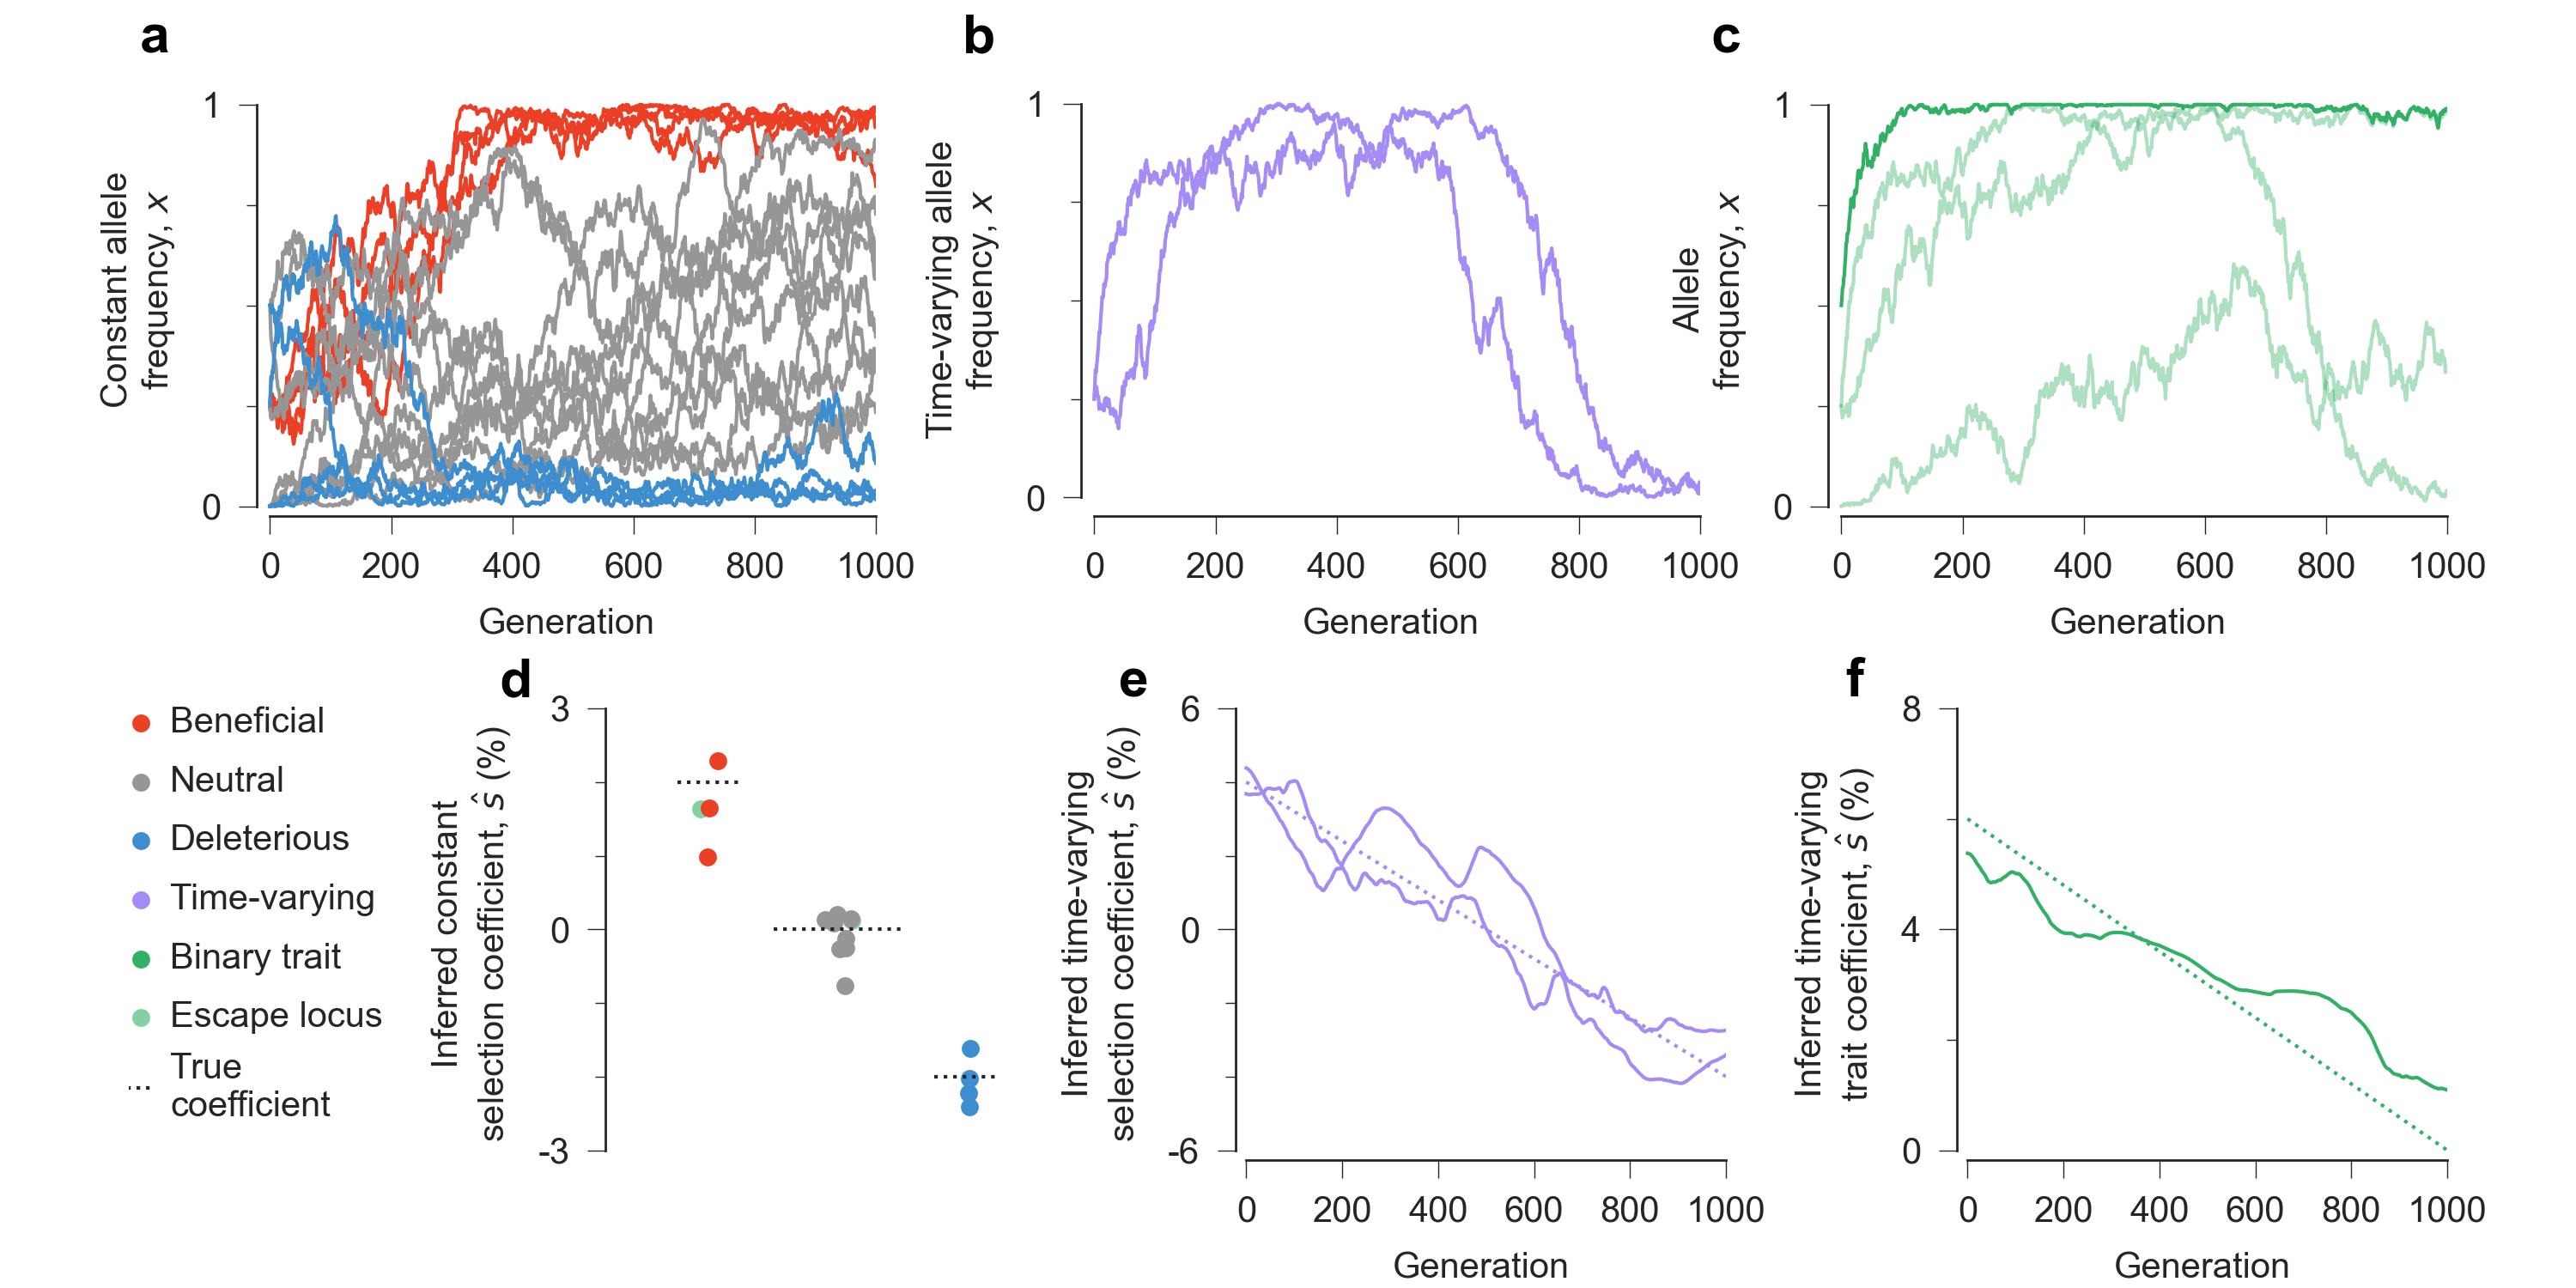 a
1
0
Constant allele
frequency, x
0 200 400 600 800 1000
Generation
b
1
0
Time-varying allele
frequency, x
0 200 400 600 800 1000
Generation
c
1
0
Allele
frequency, x
0 200 400 600 800 1000
Generation
Beneficial
Neutral
Deleterious
Time-varying
Binary trait
Escape locus
True
coefficient
d
3
0
-3
Inferred constant
selection coefficient, ŝ (%)
e
6
0
-6
Inferred time-varying
selection coefficient, ŝ (%)
0 200 400 600 800 1000
Generation
f
8
4
0
Inferred time-varying
trait coefficient, ŝ (%)
0 200 400 600 800 1000
Generation